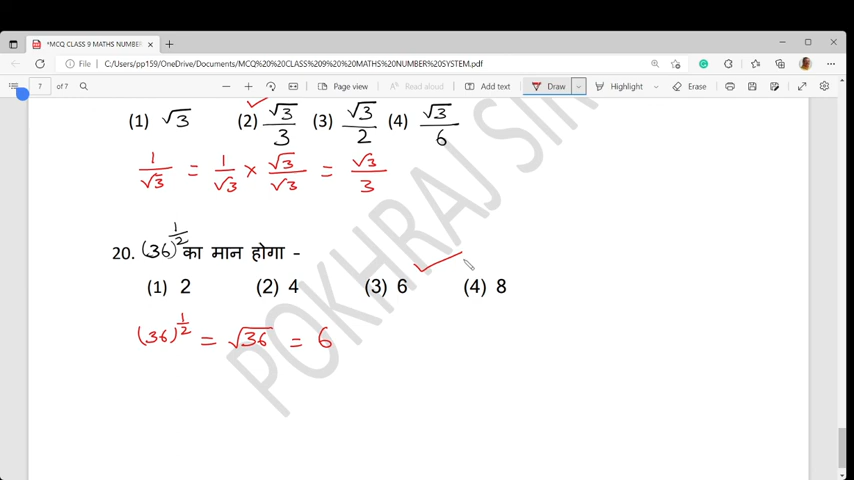 *MCQ CLASS 9 MATHS NUMBER
File C:/Users/pp159/OneDrive/Documents/MCQ%20%20CLASS%209%20%20MATHS%20NUMBER%20SYSTEM.pdf
7 of 7 Page view Read aloud Add text Draw Highlight Erase
(1) √3 (2) √3/3 (3) √3/2 (4) √3/6
1/√3 = 1/√3 × √3/√3 = √3/3
20. (36)^1/2 का मान होगा -
(1) 2 (2) 4 (3) 6 (4) 8
(36)^1/2 = √36 = 6
POKHRAJ SIN